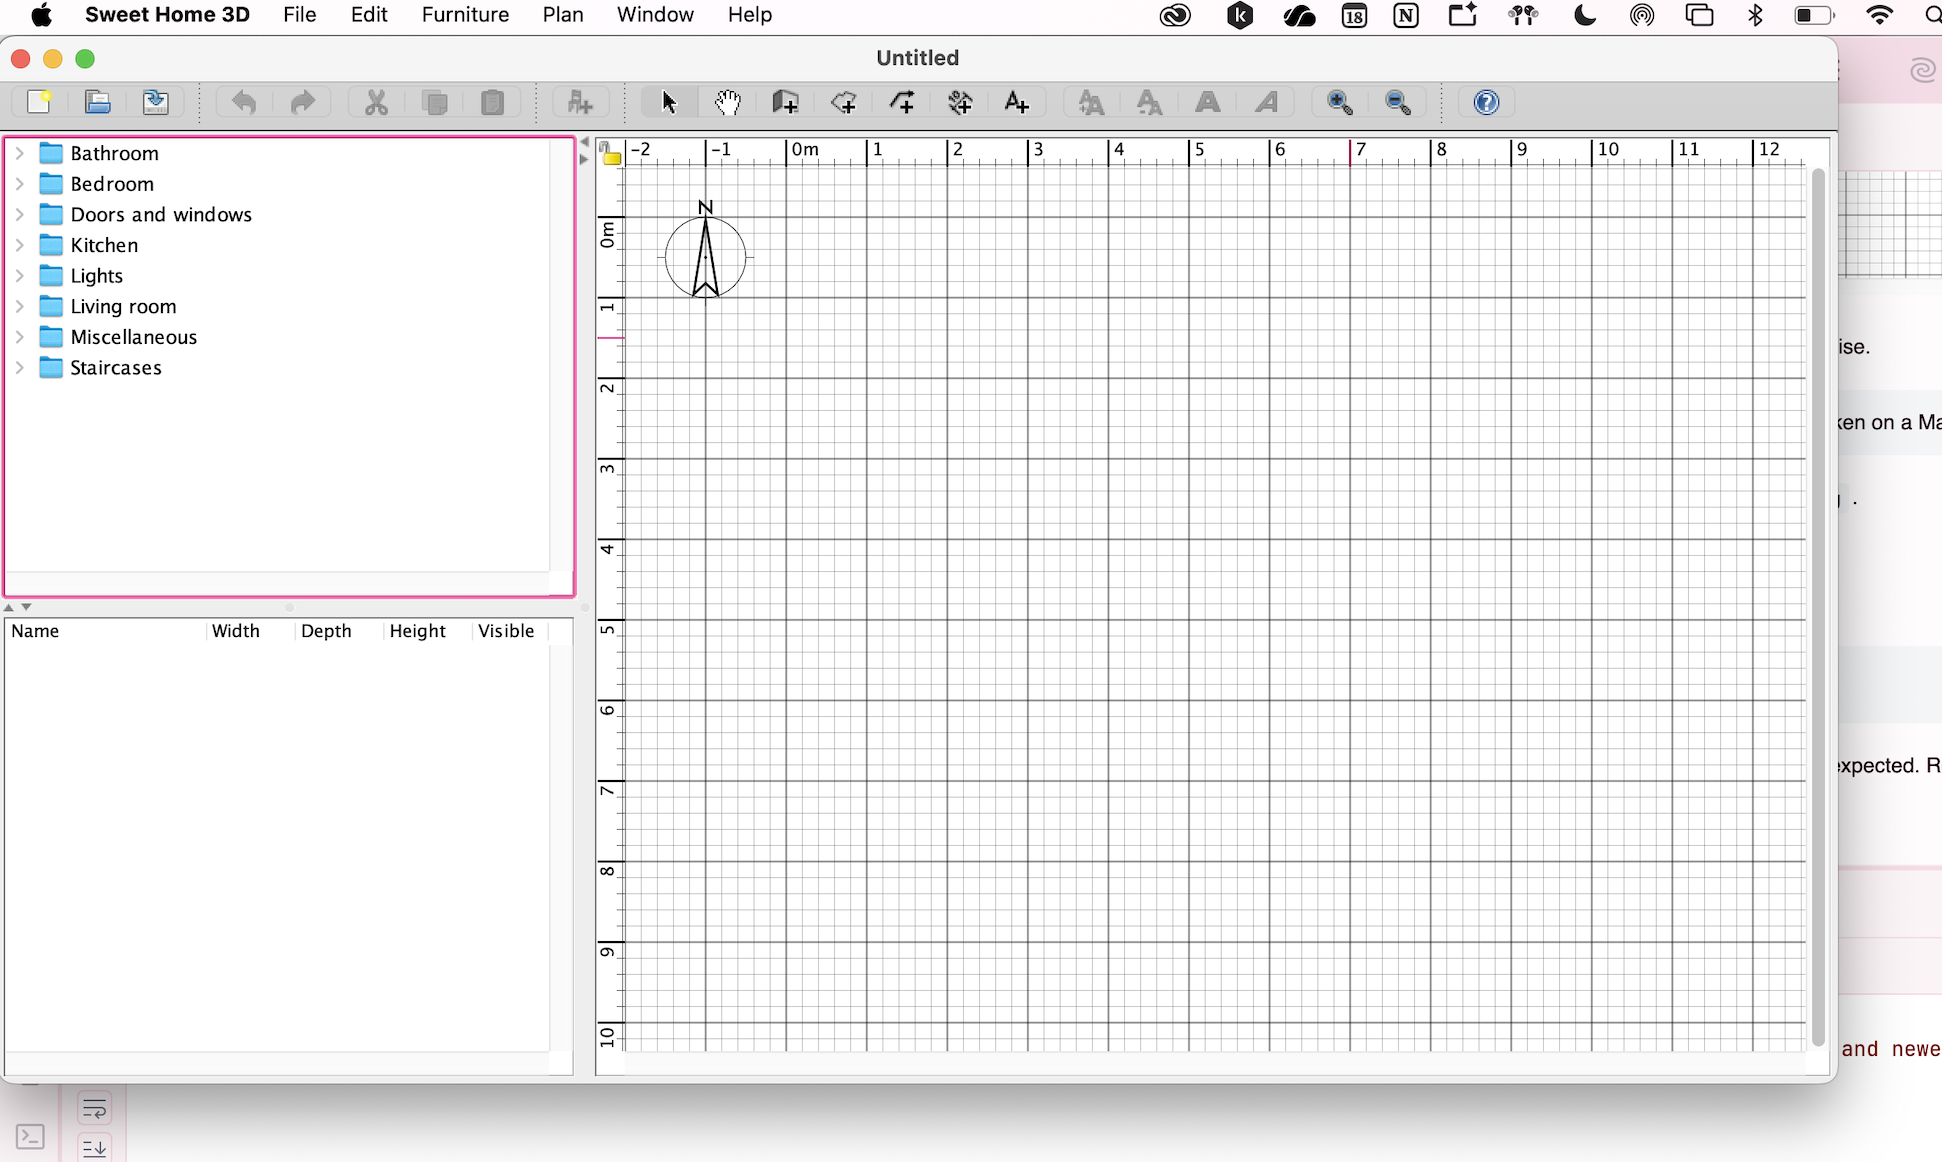 Sweet Home 3D File Edit Furniture Plan Window Help
18 N
Untitled
Bathroom
Bedroom
Doors and windows
Kitchen
Lights
Living room
Miscellaneous
Staircases
Name Width Depth Height Visible
-2 -1 0m 1 2 3 4 5 6 7 8 9 10 11 12
N
0m
1
2
3
4
5
6
7
8
9
10
ise.
ken on a Ma
.
expected. R
and newe